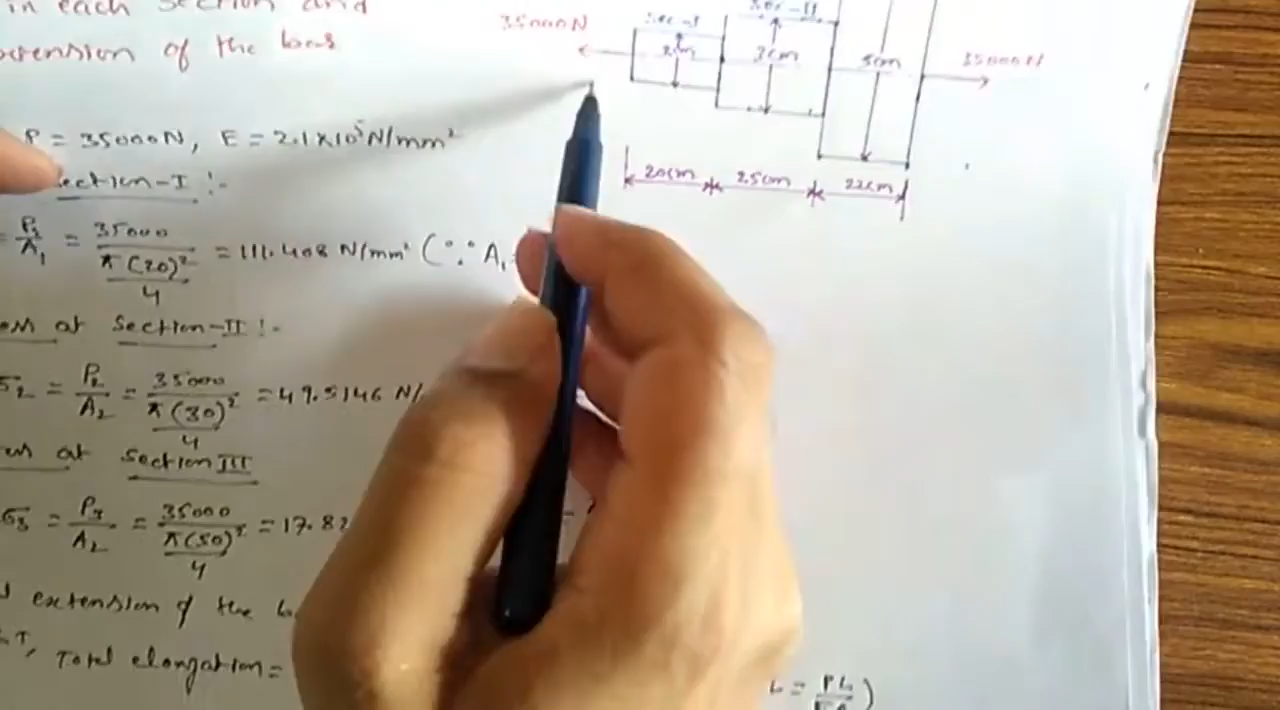 in each section and
extension of the bar
35000N
Sec-I
Sec-II
2cm
3cm
5cm
35000N
20cm
25cm
22cm
P = 35000N, E = 2.1×10⁵N/mm²
Section-I :-
= P₁/A₁ = 35000/(π(20)²/4) = 111.408 N/mm² (∵ A₁
at Section-II :-
σ₂ = P₂/A₂ = 35000/(π(30)²/4) = 49.5146 N/
at Section III
σ₃ = P₃/A₂ = 35000/(π(50)²/4) = 17.82
extension of the
Total elongation =
L = PL/EA )